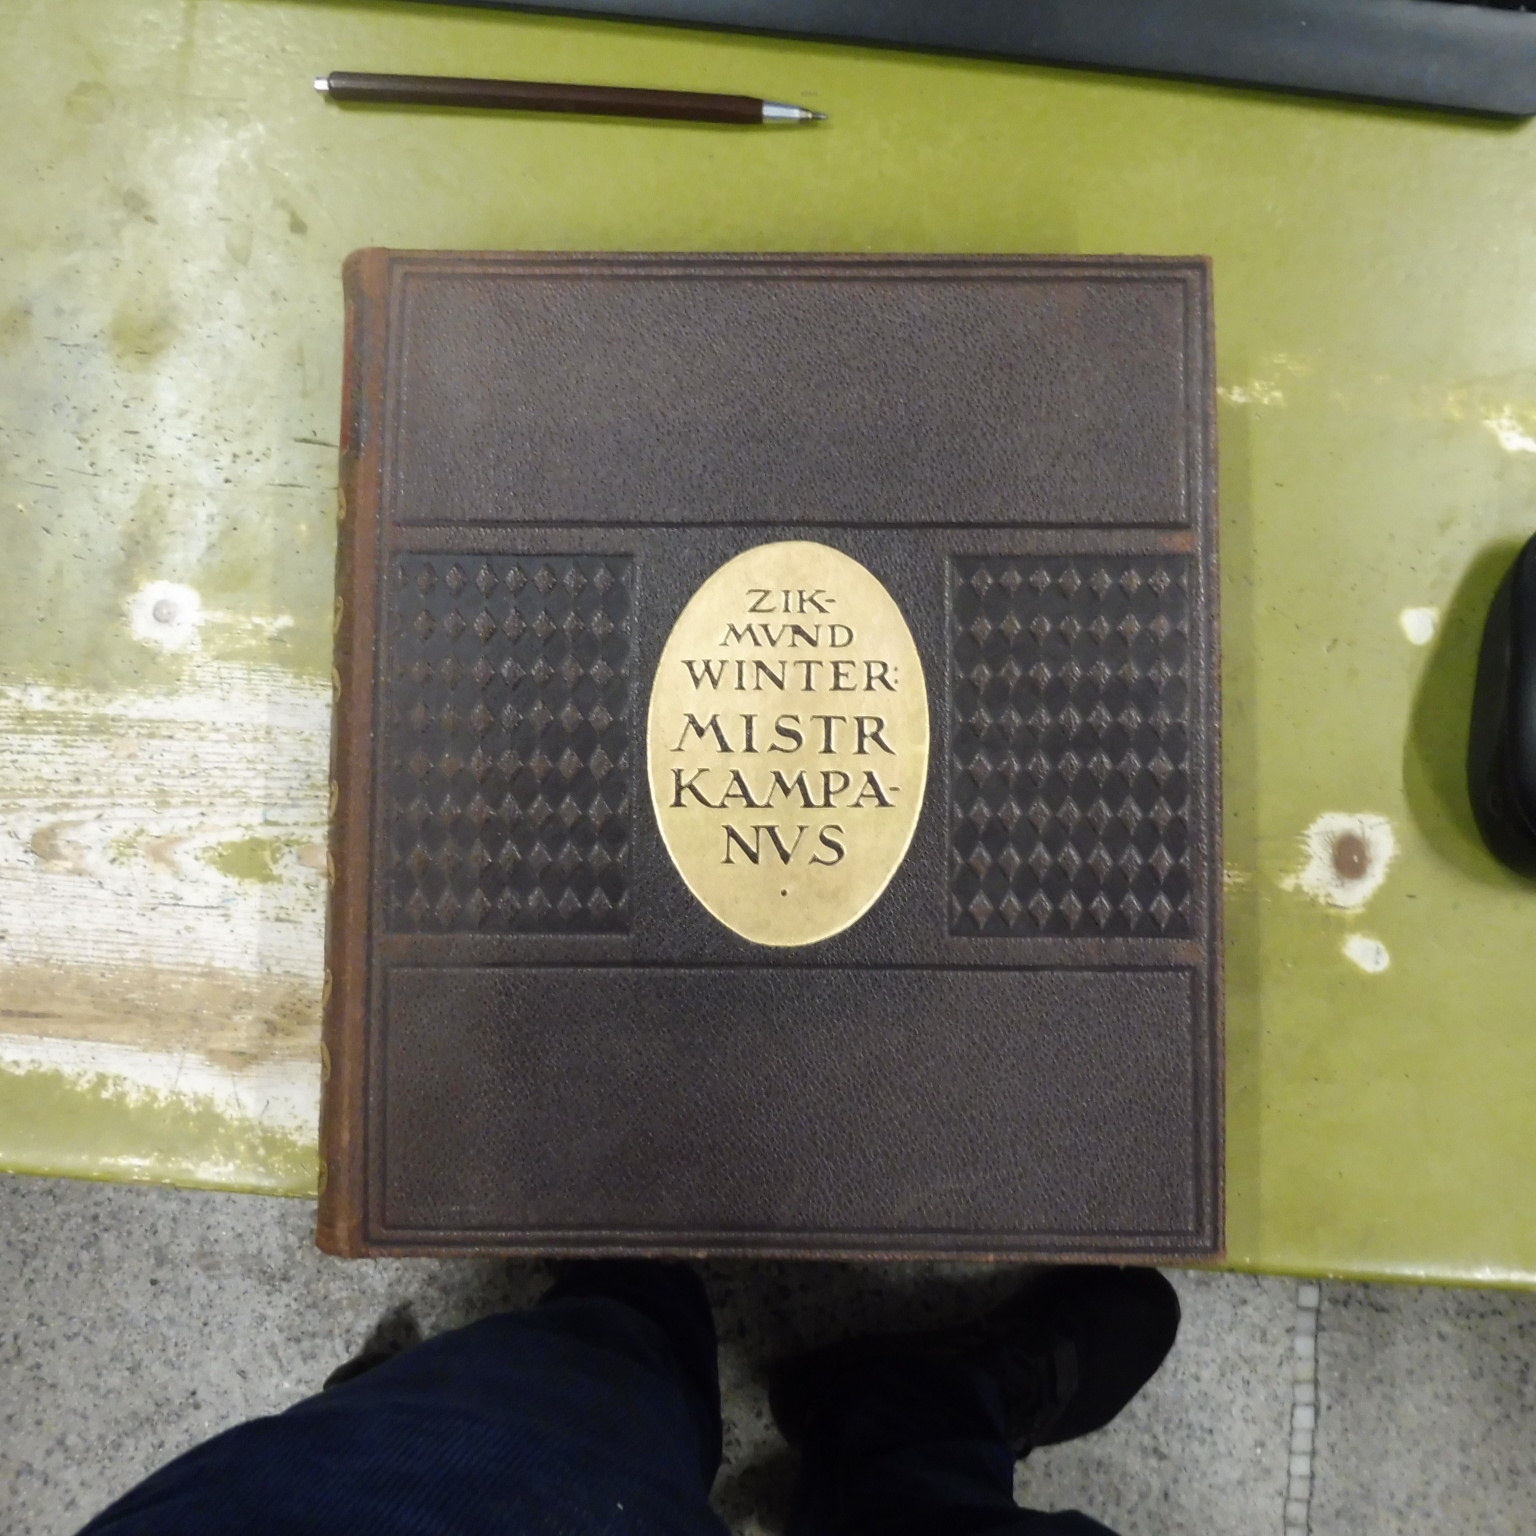 ZIK-
MVND
WINTER:
MISTR
KAMPA-
NVS
.